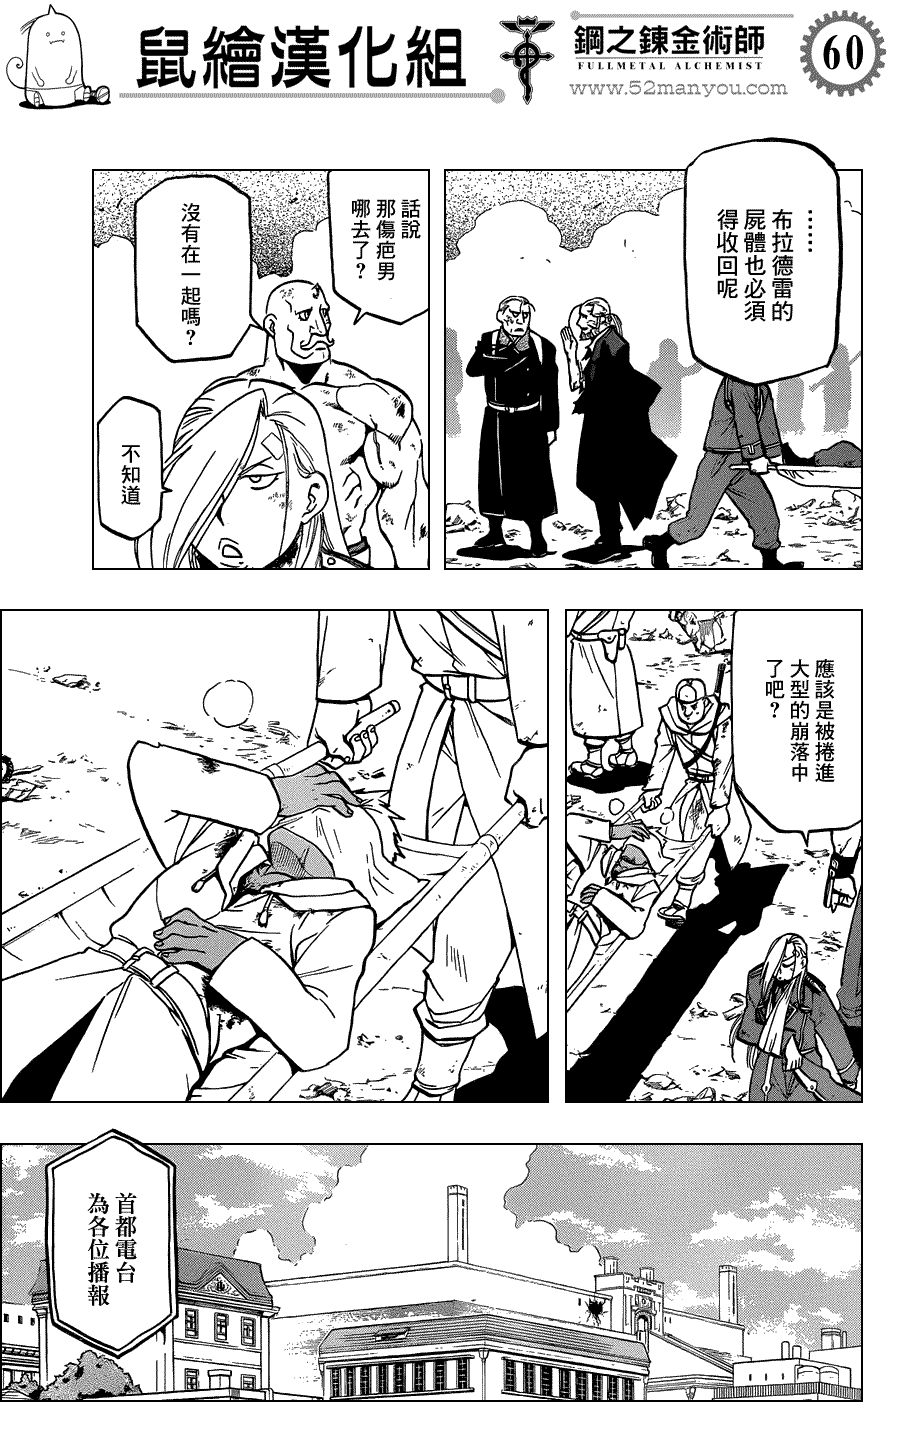 鼠繪漢化組
鋼之鍊金術師
FULLMETAL ALCHEMIST
www.52manyou.com
60
……
布拉德雷的
屍體也必須
得收回呢
話說
那傷疤男
哪去了？
沒有在一起嗎？
不知道
應該是被捲進
大型的崩落中
了吧？
首都電台
為各位播報